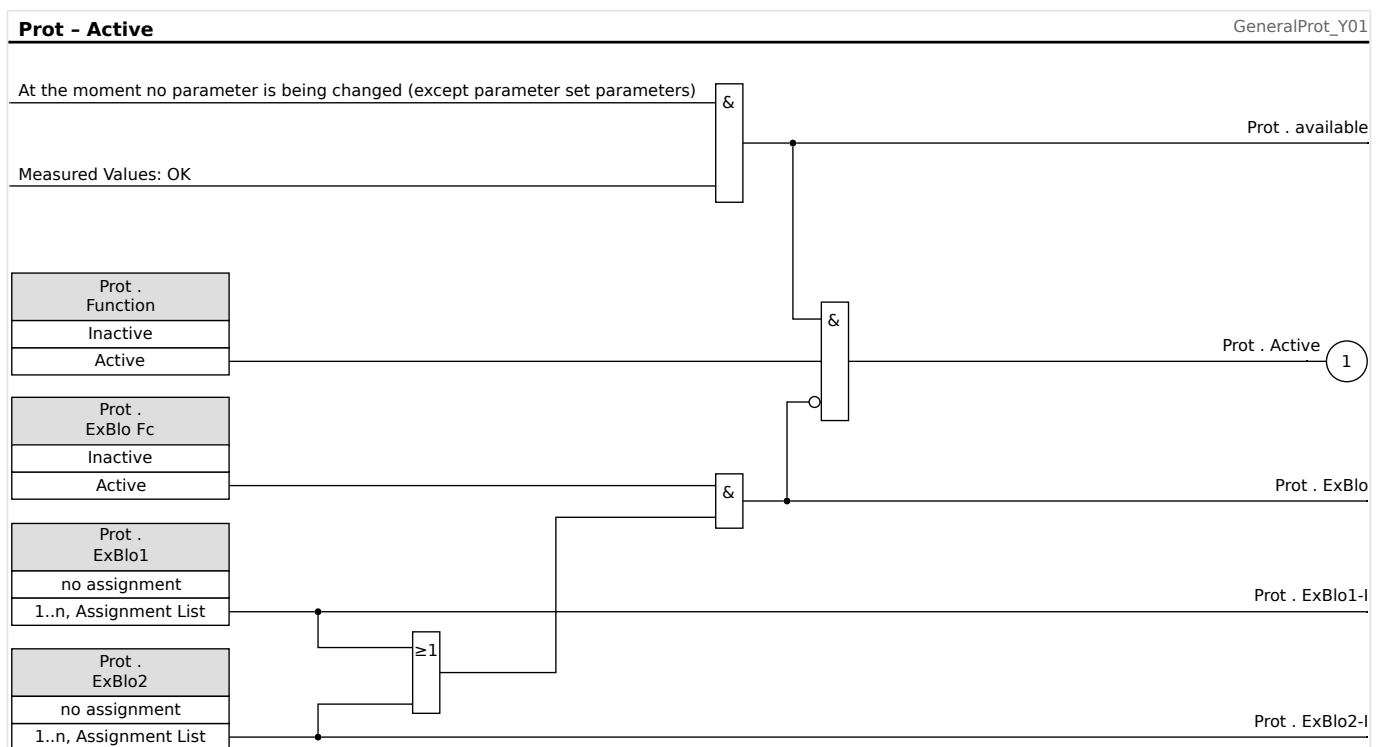 Prot – Active
GeneralProt_Y01
At the moment no parameter is being changed (except parameter set parameters)
&
Prot . available
Measured Values: OK
Prot .
Function
Inactive
Active
&
Prot . Active
1
Prot .
ExBlo Fc
Inactive
Active
&
Prot . ExBlo
Prot .
ExBlo1
no assignment
1..n, Assignment List
Prot . ExBlo1-I
≥1
Prot .
ExBlo2
no assignment
1..n, Assignment List
Prot . ExBlo2-I